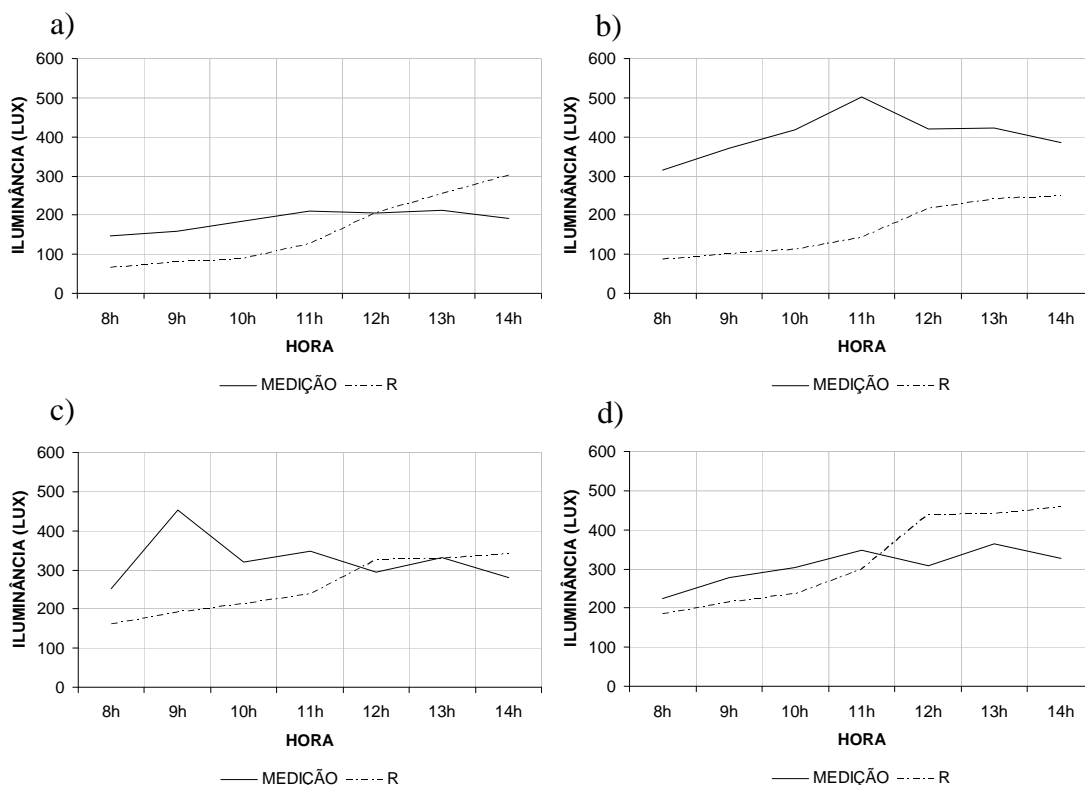 a)
600
500
400
300
200
100
0
ILUMINÂNCIA (LUX)
8h 9h 10h 11h 12h 13h 14h
HORA
MEDIÇÃO R
b)
600
500
400
300
200
100
0
ILUMINÂNCIA (LUX)
8h 9h 10h 11h 12h 13h 14h
HORA
MEDIÇÃO R
c)
600
500
400
300
200
100
0
ILUMINÂNCIA (LUX)
8h 9h 10h 11h 12h 13h 14h
HORA
MEDIÇÃO R
d)
600
500
400
300
200
100
0
ILUMINÂNCIA (LUX)
8h 9h 10h 11h 12h 13h 14h
HORA
MEDIÇÃO R